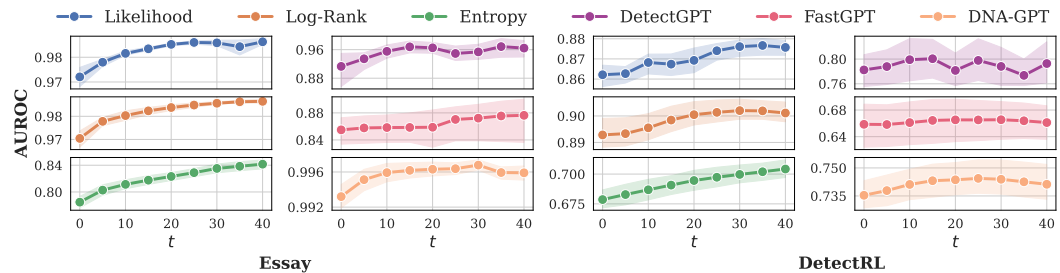 Likelihood Log-Rank Entropy DetectGPT FastGPT DNA-GPT
AUROC
0.98 0.96 0.88 0.80
0.97 0.88 0.86 0.76
0.98 0.88 0.90 0.68
0.97 0.84 0.89 0.64
0.84 0.996 0.700 0.750
0.80 0.992 0.675 0.735
0 10 20 30 40 0 10 20 30 40 0 10 20 30 40 0 10 20 30 40
t t t t
Essay DetectRL